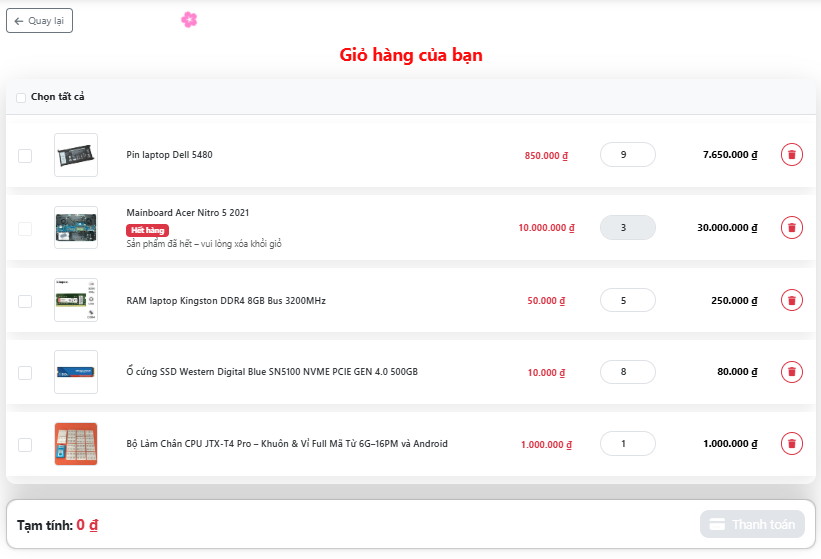 Quay lại
Giỏ hàng của bạn
Chọn tất cả
Pin laptop Dell 5480
850.000 ₫
9
7.650.000 ₫
Mainboard Acer Nitro 5 2021
Hết hàng
Sản phẩm đã hết – vui lòng xóa khỏi giỏ
10.000.000 ₫
3
30.000.000 ₫
RAM laptop Kingston DDR4 8GB Bus 3200MHz
50.000 ₫
5
250.000 ₫
Ổ cứng SSD Western Digital Blue SN5100 NVME PCIE GEN 4.0 500GB
10.000 ₫
8
80.000 ₫
Bộ Làm Chân CPU JTX-T4 Pro – Khuôn & Vỉ Full Mã Từ 6G–16PM và Android
1.000.000 ₫
1
1.000.000 ₫
Tạm tính: 0 ₫
Thanh toán